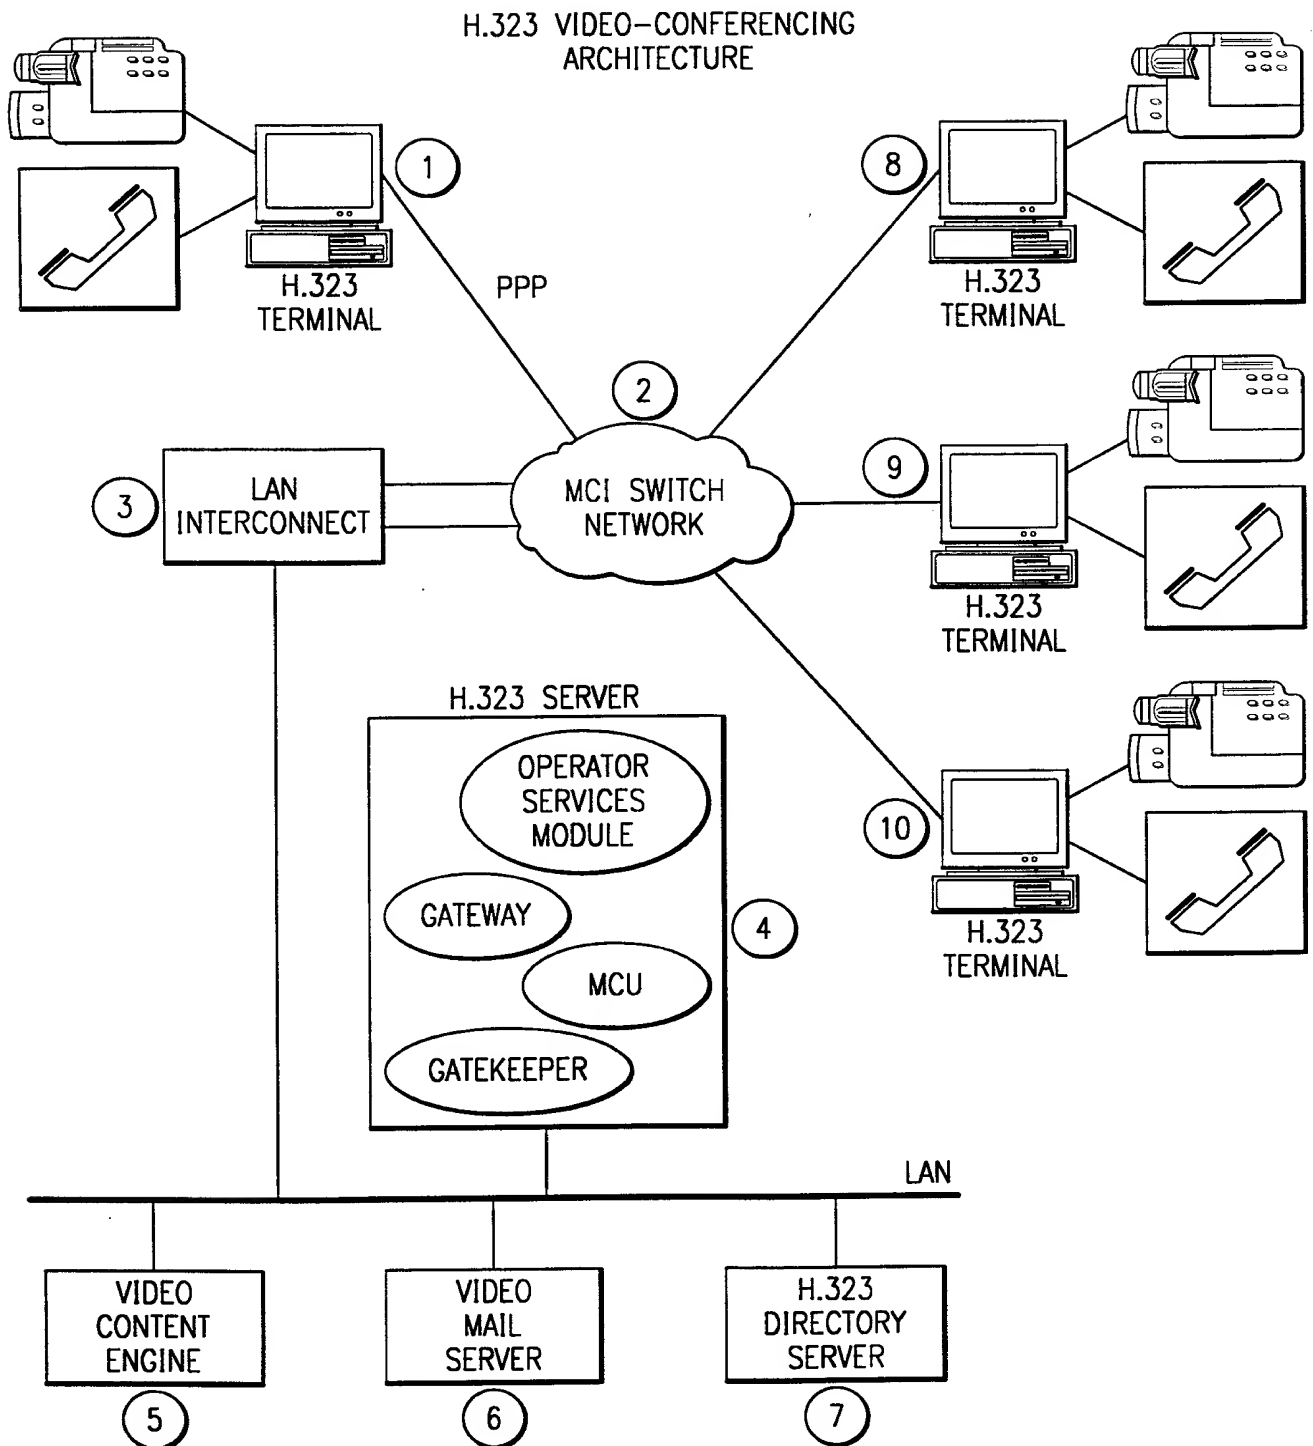 H.323 VIDEO-CONFERENCING
ARCHITECTURE
1
8
H.323
TERMINAL
PPP
H.323
TERMINAL
2
3
LAN
INTERCONNECT
MCI SWITCH
NETWORK
9
H.323
TERMINAL
H.323 SERVER
OPERATOR
SERVICES
MODULE
GATEWAY
MCU
GATEKEEPER
4
10
H.323
TERMINAL
LAN
VIDEO
CONTENT
ENGINE
VIDEO
MAIL
SERVER
H.323
DIRECTORY
SERVER
5
6
7